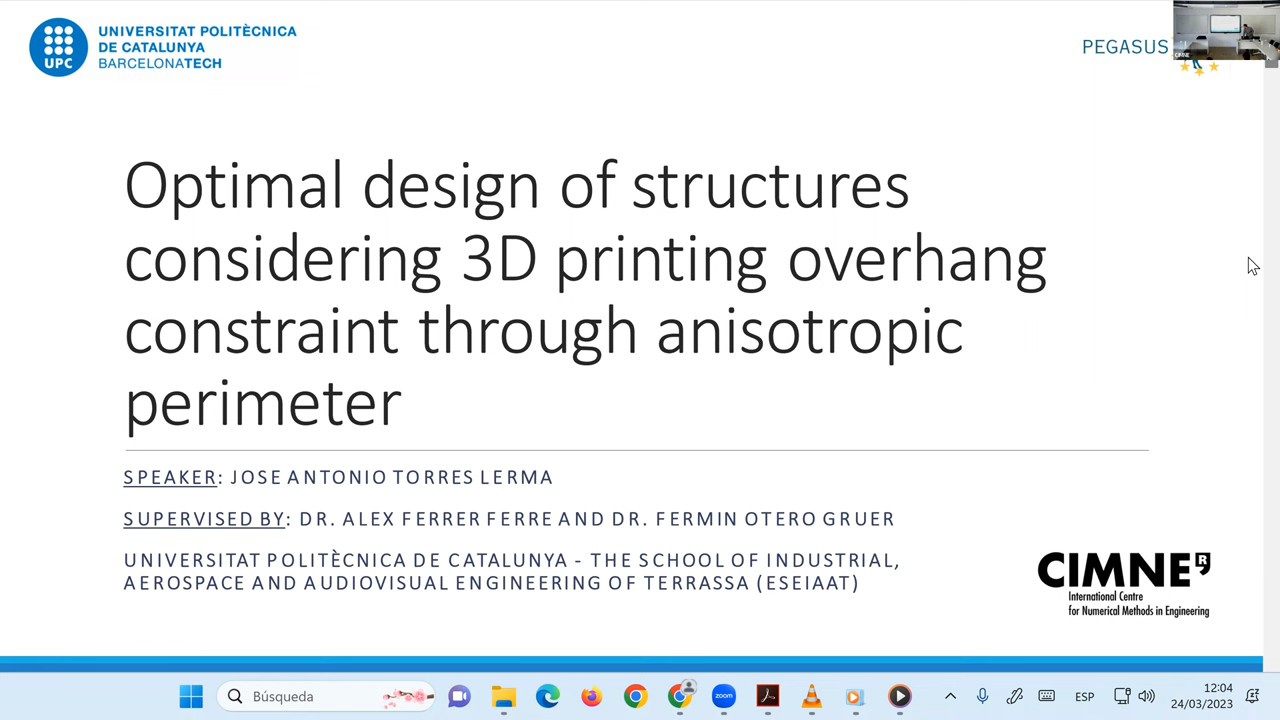 UNIVERSITAT POLITÈCNICA
DE CATALUNYA
BARCELONATECH
UPC
PEGASUS
CIMNE
Optimal design of structures
considering 3D printing overhang
constraint through anisotropic
perimeter
SPEAKER: JOSE ANTONIO TORRES LERMA
SUPERVISED BY: DR. ALEX FERRER FERRE AND DR. FERMIN OTERO GRUER
UNIVERSITAT POLITÈCNICA DE CATALUNYA - THE SCHOOL OF INDUSTRIAL,
AEROSPACE AND AUDIOVISUAL ENGINEERING OF TERRASSA (ESEIAAT)
CIMNE R
International Centre
for Numerical Methods in Engineering
Búsqueda
zoom
ESP
12:04
24/03/2023